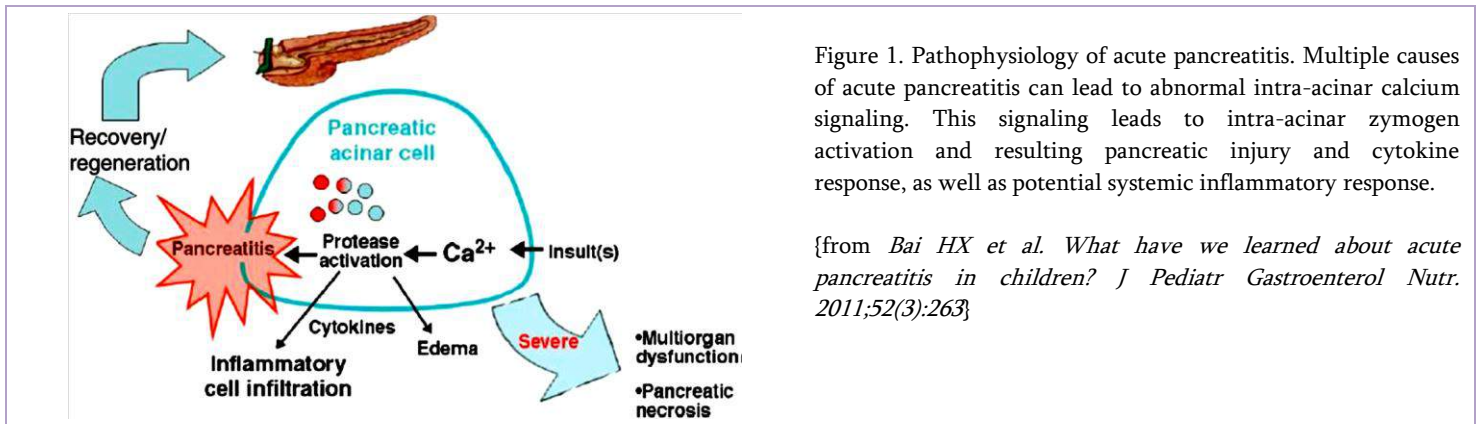 Recovery/
regeneration
Pancreatic
acinar cell
Pancreatitis
Protease
activation
Ca²⁺
Insult(s)
Cytokines
Edema
Inflammatory
cell infiltration
Severe
•Multiorgan
dysfunction
•Pancreatic
necrosis
Figure 1. Pathophysiology of acute pancreatitis. Multiple causes
of acute pancreatitis can lead to abnormal intra-acinar calcium
signaling. This signaling leads to intra-acinar zymogen
activation and resulting pancreatic injury and cytokine
response, as well as potential systemic inflammatory response.
{from Bai HX et al. What have we learned about acute
pancreatitis in children? J Pediatr Gastroenterol Nutr.
2011;52(3):263}